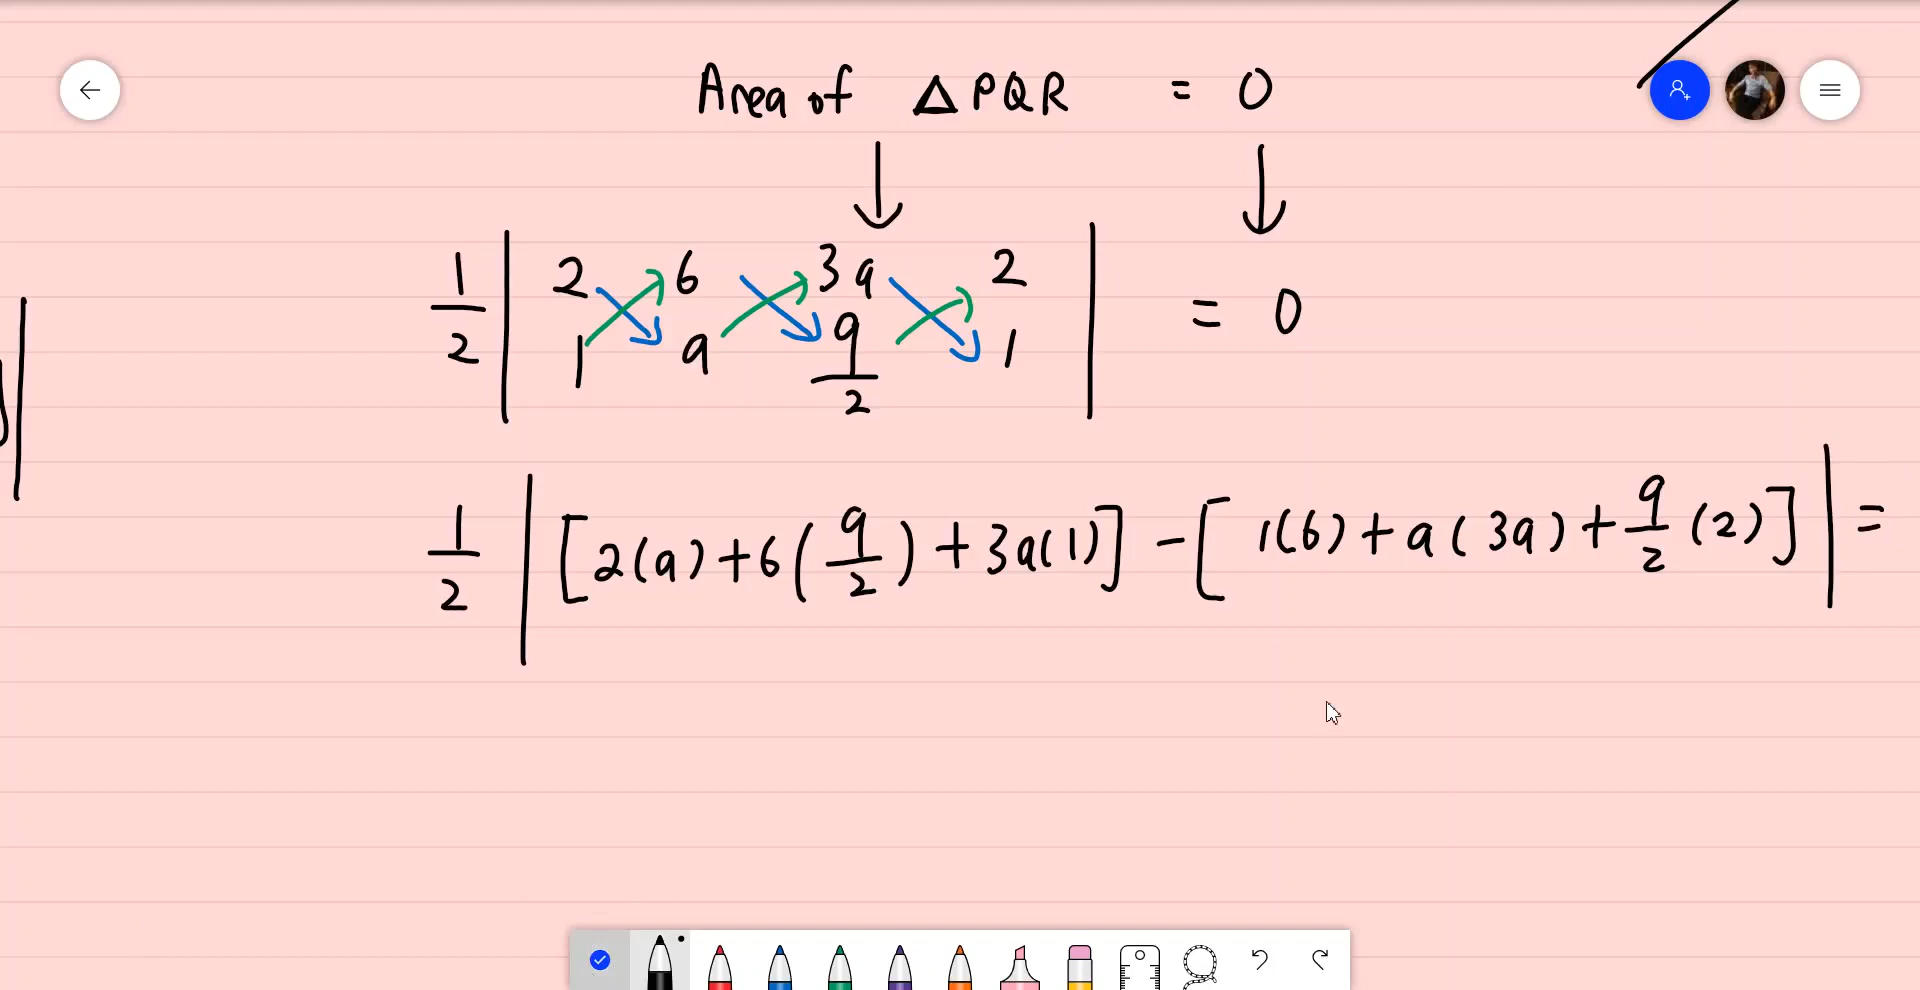 Area of △PQR = 0
1/2 | 2 6 3a 2 | = 0
1 a 9/2 1
1/2 | [2(a)+6(9/2)+3a(1)] - [1(6)+a(3a)+9/2(2)] | =